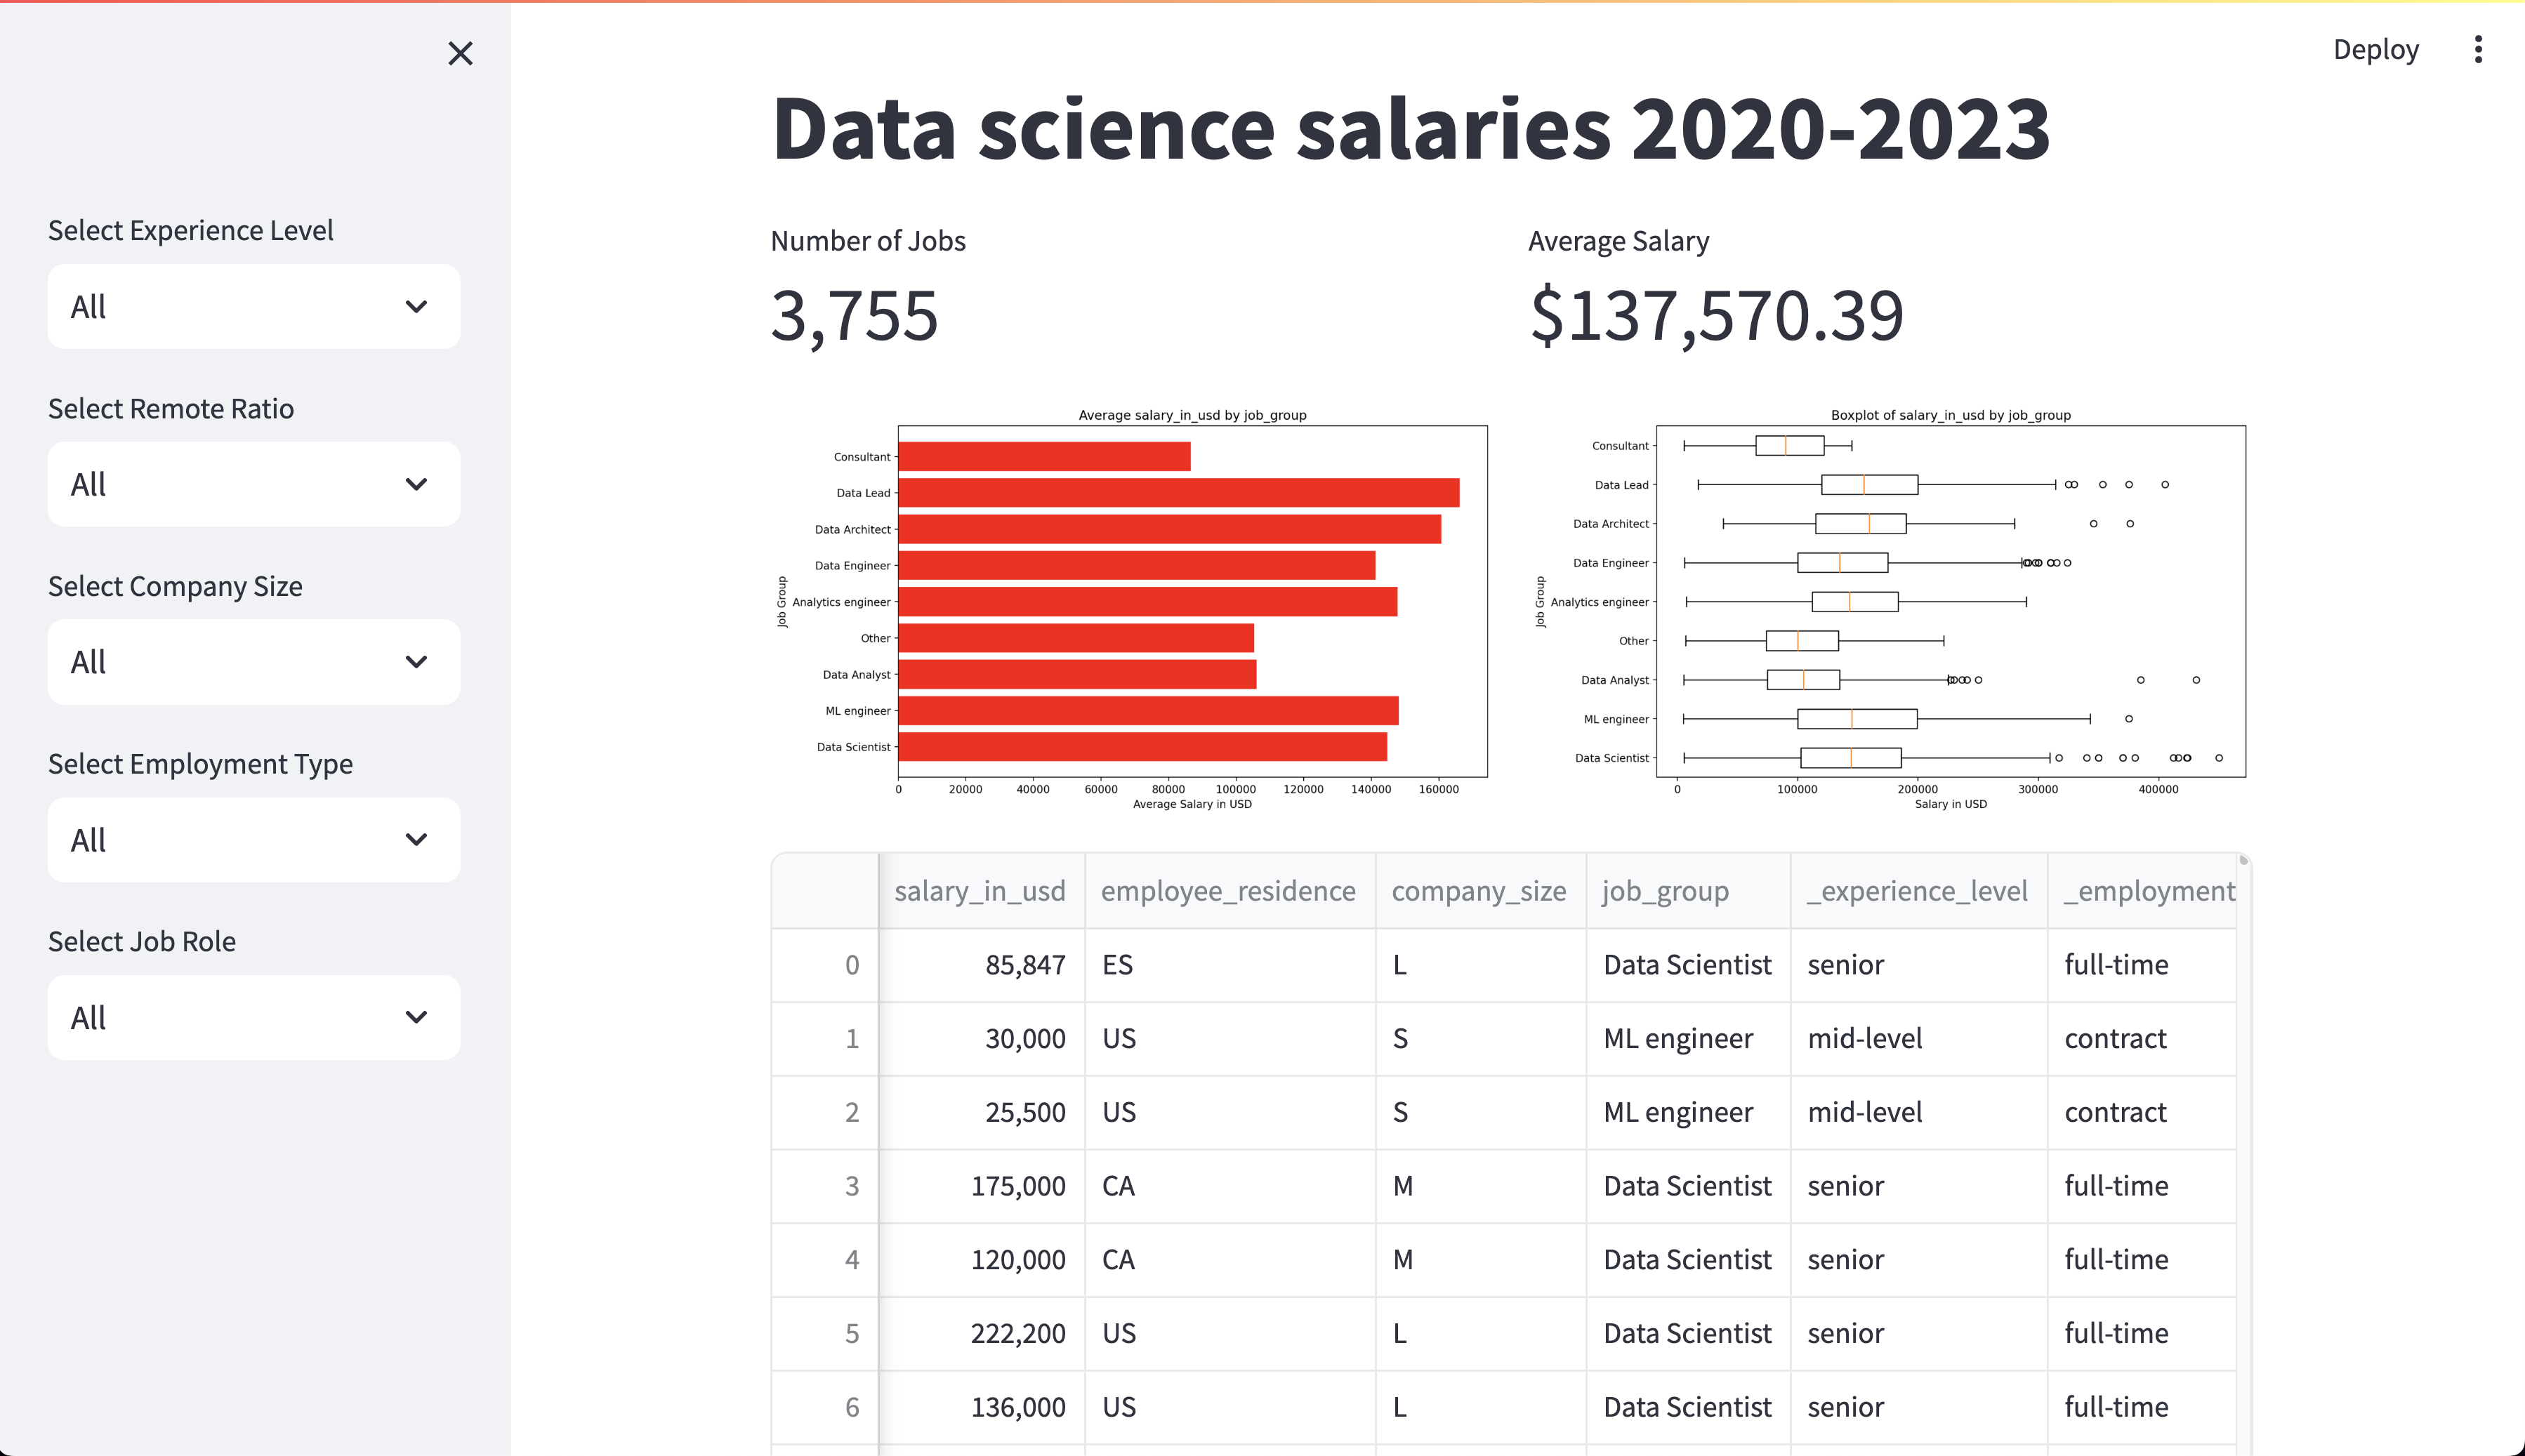 Deploy
Data science salaries 2020-2023
Select Experience Level
All
Select Remote Ratio
All
Select Company Size
All
Select Employment Type
All
Select Job Role
All
Number of Jobs
3,755
Average Salary
$137,570.39
Average salary_in_usd by job_group
Job Group
Consultant
Data Lead
Data Architect
Data Engineer
Analytics engineer
Other
Data Analyst
ML engineer
Data Scientist
0 20000 40000 60000 80000 100000 120000 140000 160000
Average Salary in USD
Boxplot of salary_in_usd by job_group
Job Group
Consultant
Data Lead
Data Architect
Data Engineer
Analytics engineer
Other
Data Analyst
ML engineer
Data Scientist
0 100000 200000 300000 400000
Salary in USD
salary_in_usd employee_residence company_size job_group _experience_level _employment
0 85,847 ES L Data Scientist senior full-time
1 30,000 US S ML engineer mid-level contract
2 25,500 US S ML engineer mid-level contract
3 175,000 CA M Data Scientist senior full-time
4 120,000 CA M Data Scientist senior full-time
5 222,200 US L Data Scientist senior full-time
6 136,000 US L Data Scientist senior full-time